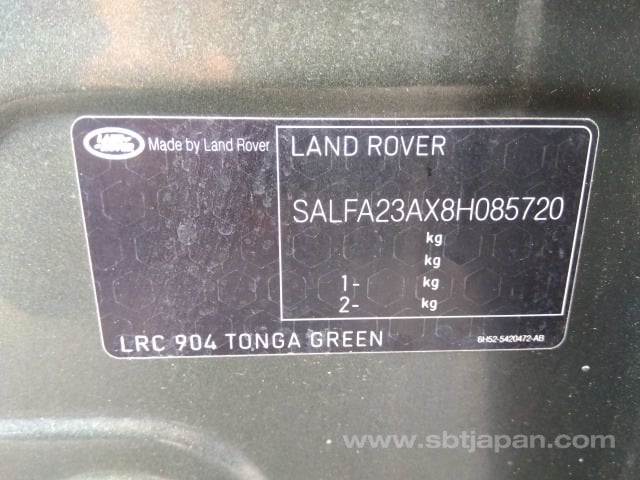 LAND ROVER
Made by Land Rover
LAND ROVER
SALFA23AX8H085720
kg
kg
1- kg
2- kg
LRC 904 TONGA GREEN
6H52-5420472-AB
www.sbtjapan.com